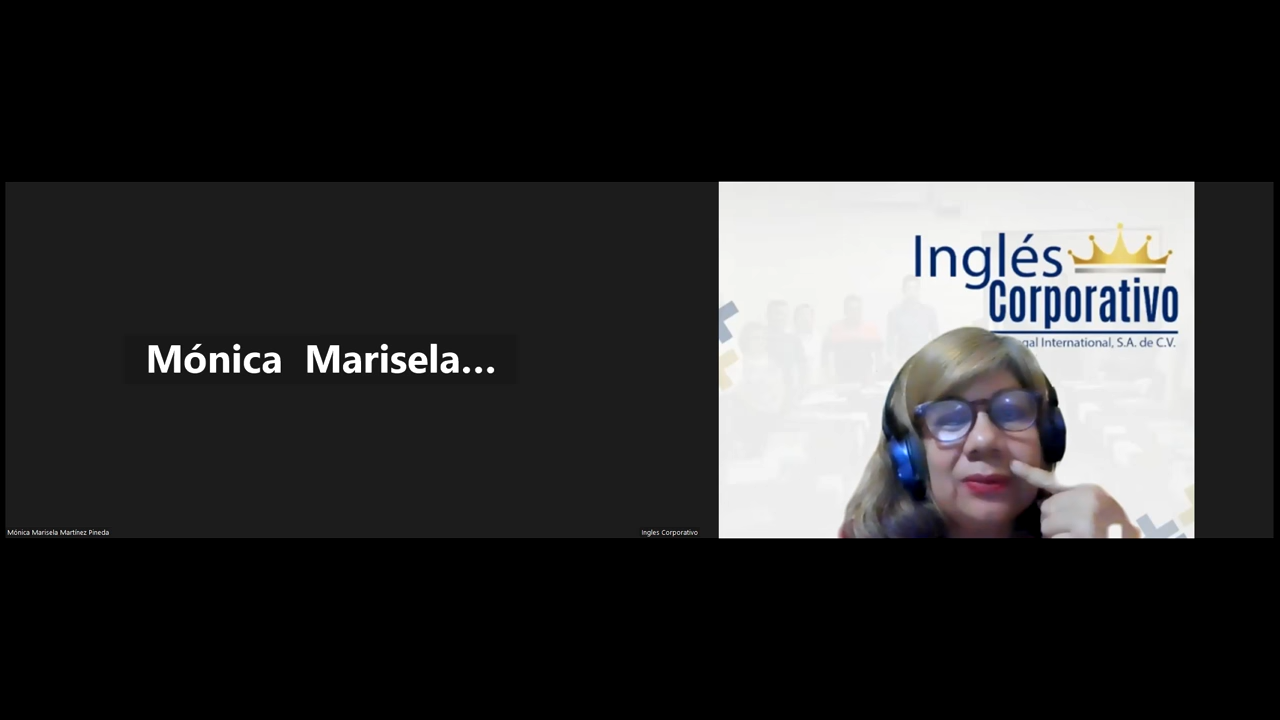 Mónica Marisela...
Mónica Marisela Martínez Pineda
Ingles Corporativo
Inglés
Corporativo
International, S.A. de C.V.